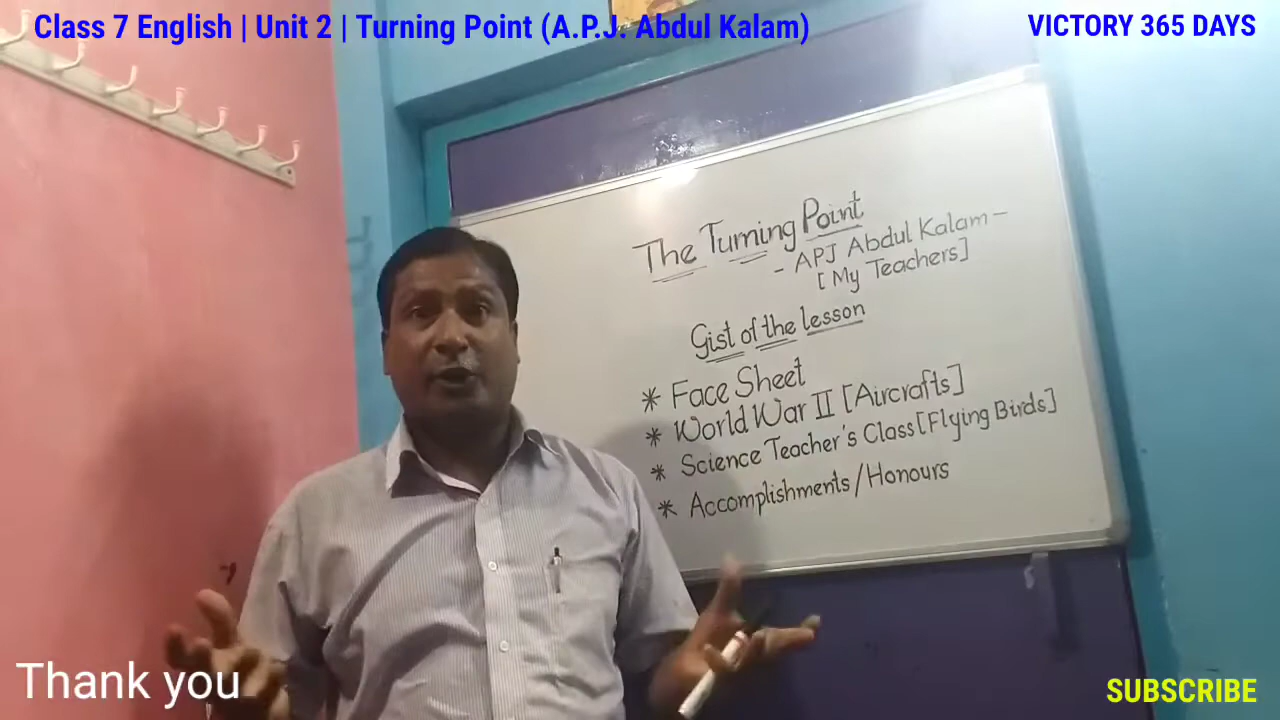 Class 7 English | Unit 2 | Turning Point (A.P.J. Abdul Kalam)
VICTORY 365 DAYS
The Turning Point
- APJ Abdul Kalam -
[My Teachers]
Gist of the lesson
* Face Sheet
* World War II [Aircrafts]
* Science Teacher's Class [Flying Birds]
* Accomplishments/Honours
Thank you
SUBSCRIBE